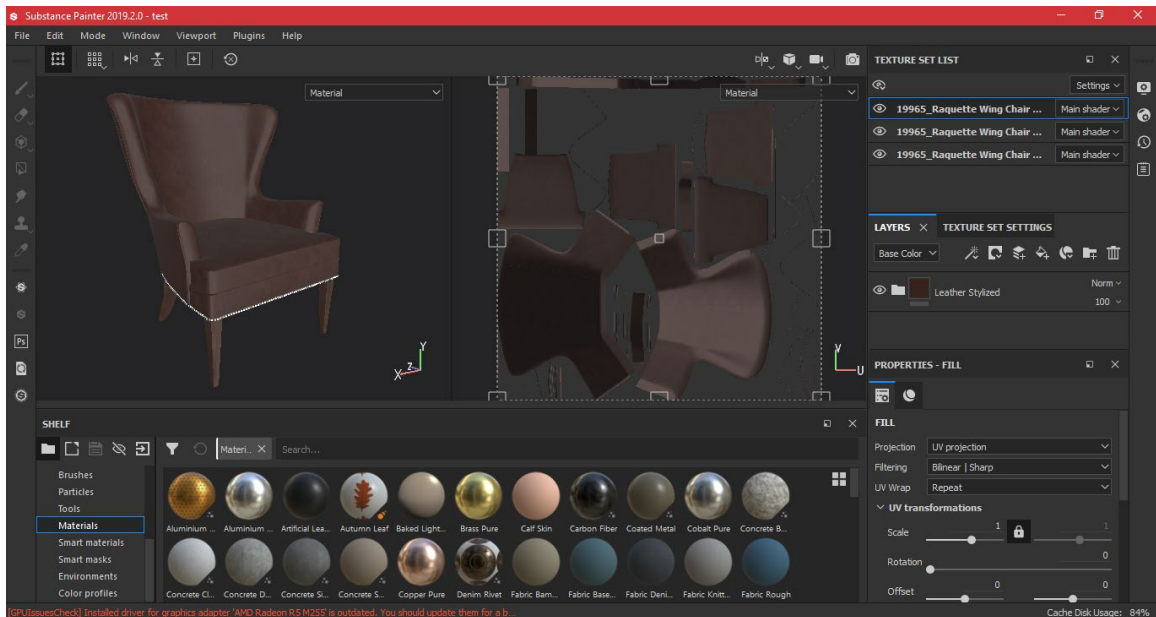 Substance Painter 2019.2.0 - test
File Edit Mode Window Viewport Plugins Help
Material
Material
Y
Z
X
V
U
TEXTURE SET LIST
Settings
19965_Raquette Wing Chair ... Main shader
19965_Raquette Wing Chair ... Main shader
19965_Raquette Wing Chair ... Main shader
LAYERS TEXTURE SET SETTINGS
Base Color
Leather Stylized Norm
100
PROPERTIES - FILL
FILL
Projection UV projection
Filtering Bilinear | Sharp
UV Wrap Repeat
UV transformations
Scale 1 1
Rotation 0
Offset 0 0
Ps
SHELF
Materi.. Search...
Brushes
Particles
Tools
Materials
Smart materials
Smart masks
Environments
Color profiles
Aluminium ... Aluminium ... Artificial Lea... Autumn Leaf Baked Light... Brass Pure Calf Skin Carbon Fiber Coated Metal Cobalt Pure Concrete B...
Concrete Cl... Concrete D... Concrete Si... Concrete S... Copper Pure Denim Rivet Fabric Bam... Fabric Base... Fabric Deni... Fabric Knitt... Fabric Rough
[GPUIssuesCheck] Installed driver for graphics adapter 'AMD Radeon R5 M255' is outdated. You should update them for a b...
Cache Disk Usage: 84%